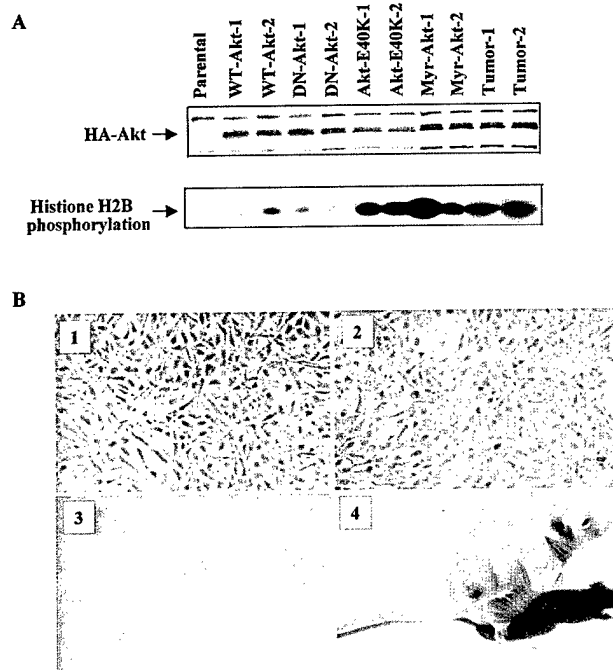 A
Parental
WT-Akt-1
WT-Akt-2
DN-Akt-1
DN-Akt-2
Akt-E40K-1
Akt-E40K-2
Myr-Akt-1
Myr-Akt-2
Tumor-1
Tumor-2
HA-Akt
Histione H2B
phosphorylation
B
1
2
3
4